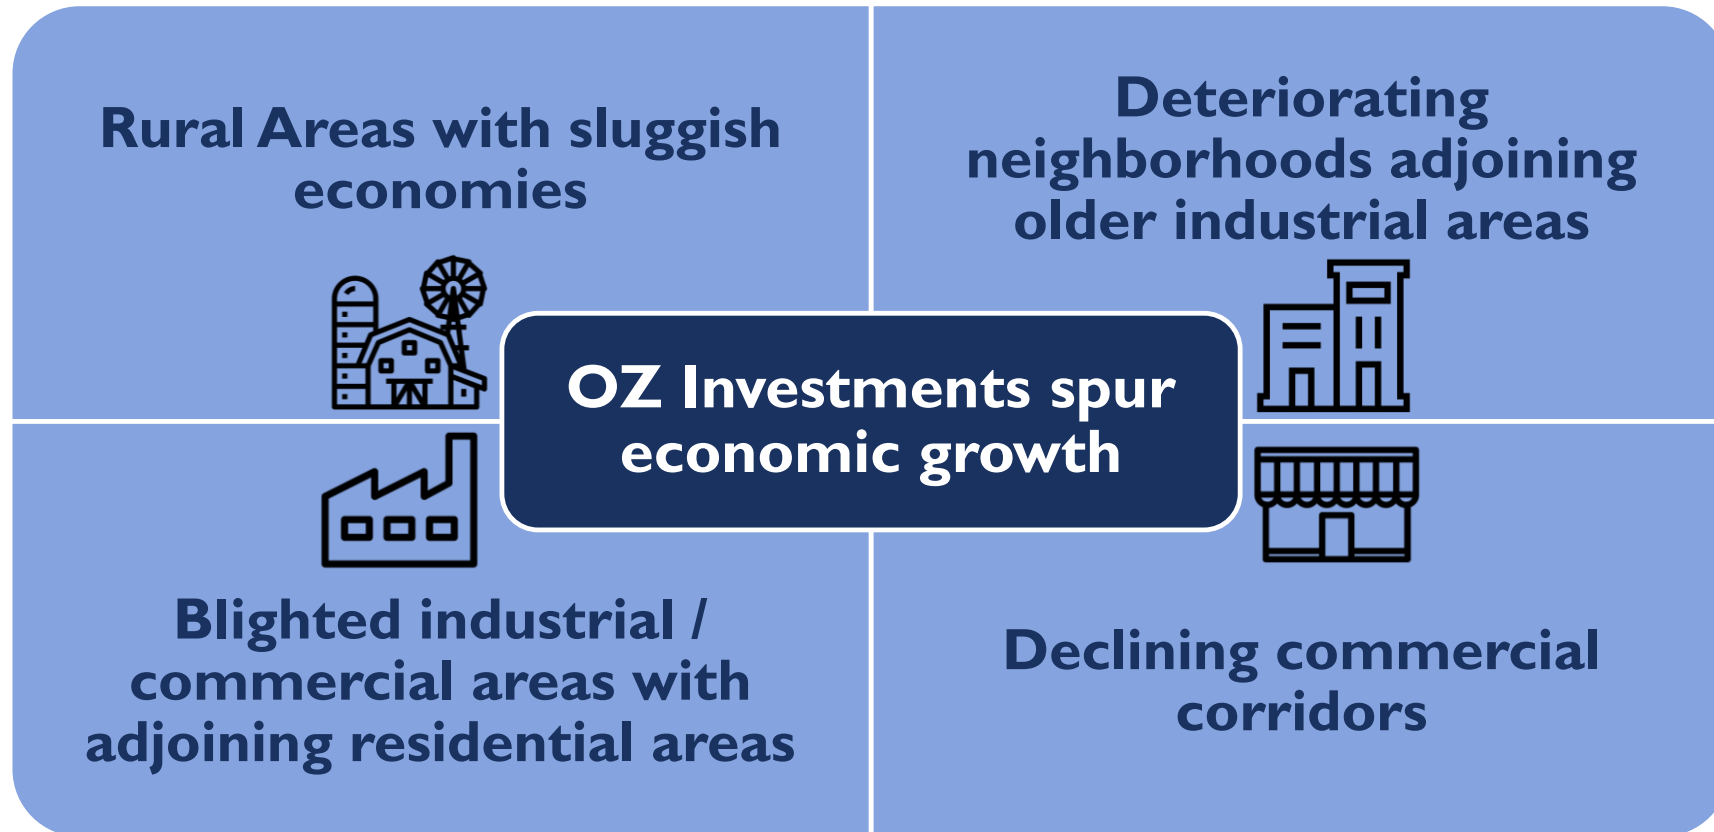 Rural Areas with sluggish
economies
Deteriorating
neighborhoods adjoining
older industrial areas
OZ Investments spur
economic growth
Blighted industrial /
commercial areas with
adjoining residential areas
Declining commercial
corridors